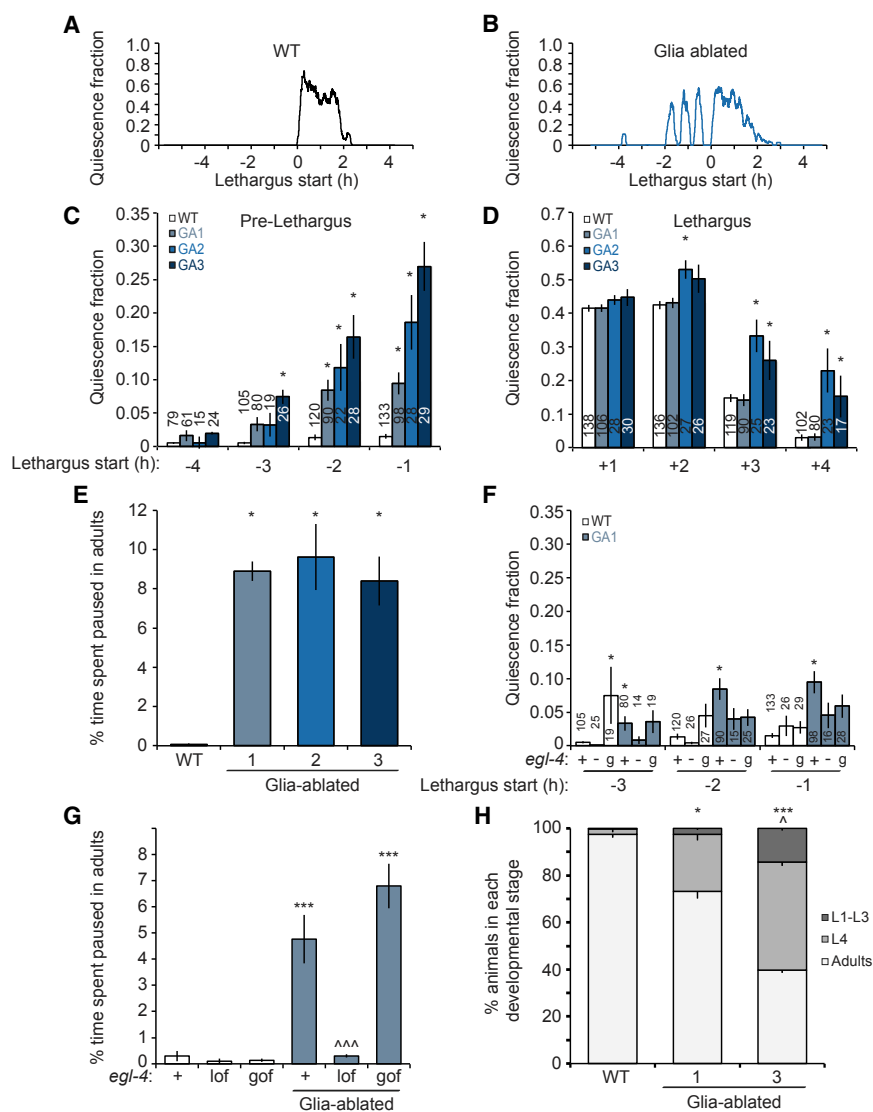 A
WT
Quiescence fraction
1.0
0.8
0.6
0.4
0.2
0
-4 -2 0 2 4
Lethargus start (h)
B
Glia ablated
Quiescence fraction
1.0
0.8
0.6
0.4
0.2
0
-4 -2 0 2 4
Lethargus start (h)
C
Pre-Lethargus
WT
GA1
GA2
GA3
Quiescence fraction
0.35
0.30
0.25
0.20
0.15
0.10
0.05
0
* * * * * * *
79 61 15 24 105 80 19 26 120 90 22 28 133 98 28 29
Lethargus start (h): -4 -3 -2 -1
D
Lethargus
WT
GA1
GA2
GA3
Quiescence fraction
0.7
0.6
0.5
0.4
0.3
0.2
0.1
0
* * * * *
138 106 28 30 136 102 27 26 119 90 25 23 102 80 23 17
+1 +2 +3 +4
E
% time spent paused in adults
12
10
8
6
4
2
0
* * *
WT 1 2 3
Glia-ablated
F
WT
GA1
Quiescence fraction
0.35
0.30
0.25
0.20
0.15
0.10
0.05
0
* * * *
105 25 19 80 14 19 120 26 27 90 15 25 133 26 29 98 16 28
egl-4: + - g + - g + - g + - g + - g + - g
Lethargus start (h): -3 -2 -1
G
% time spent paused in adults
8
7
6
5
4
3
2
1
0
*** ^^^ ***
egl-4: + lof gof + lof gof
Glia-ablated
H
% animals in each
developmental stage
100
80
60
40
20
0
* ***
^
L1-L3
L4
Adults
WT 1 3
Glia-ablated